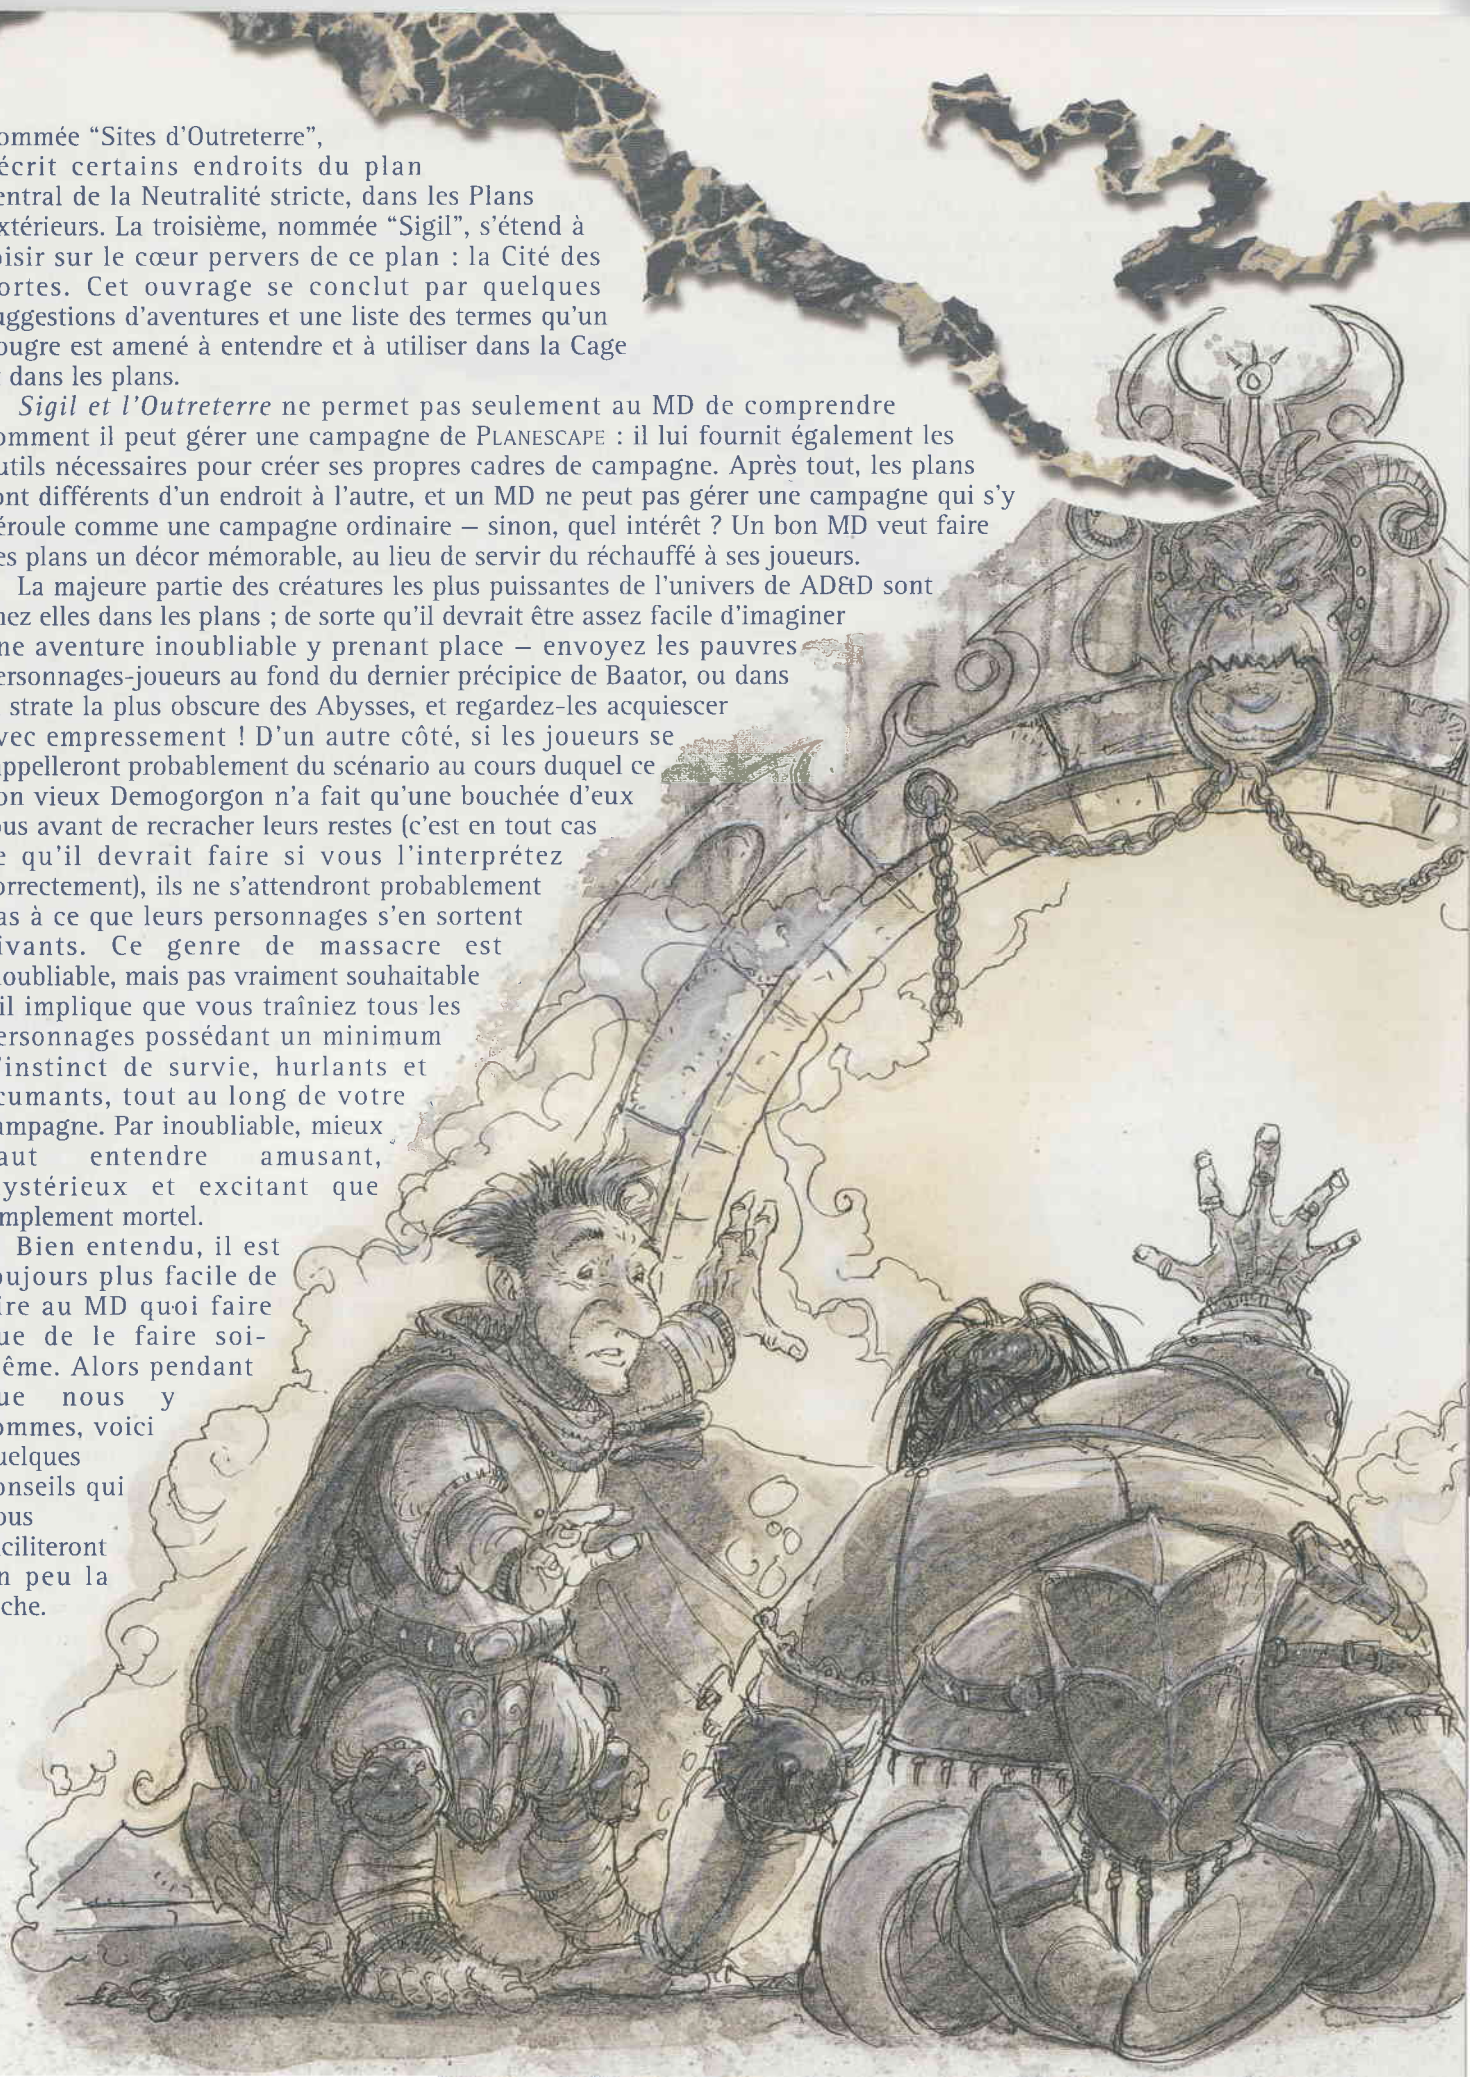 ommée “Sites d'Outreterre”,
écrit certains endroits du plan
entral de la Neutralité stricte, dans les Plans
xtérieurs. La troisième, nommée “Sigil”, s'étend à
oisir sur le cœur pervers de ce plan : la Cité des
ortes. Cet ouvrage se conclut par quelques
uggestions d'aventures et une liste des termes qu'un
ougre est amené à entendre et à utiliser dans la Cage
t dans les plans.
Sigil et l'Outreterre ne permet pas seulement au MD de comprendre
omment il peut gérer une campagne de PLANESCAPE : il lui fournit également les
utils nécessaires pour créer ses propres cadres de campagne. Après tout, les plans
ont différents d'un endroit à l'autre, et un MD ne peut pas gérer une campagne qui s'y
éroule comme une campagne ordinaire – sinon, quel intérêt ? Un bon MD veut faire
es plans un décor mémorable, au lieu de servir du réchauffé à ses joueurs.
La majeure partie des créatures les plus puissantes de l'univers de AD&D sont
hez elles dans les plans ; de sorte qu'il devrait être assez facile d'imaginer
ne aventure inoubliable y prenant place – envoyez les pauvres
ersonnages-joueurs au fond du dernier précipice de Baator, ou dans
strate la plus obscure des Abysses, et regardez-les acquiescer
vec empressement ! D'un autre côté, si les joueurs se
appelleront probablement du scénario au cours duquel ce
on vieux Demogorgon n'a fait qu'une bouchée d'eux
ous avant de recracher leurs restes (c'est en tout cas
e qu'il devrait faire si vous l'interprétez
orrectement), ils ne s'attendront probablement
as à ce que leurs personnages s'en sortent
ivants. Ce genre de massacre est
noubliable, mais pas vraiment souhaitable
'il implique que vous traîniez tous les
ersonnages possédant un minimum
'instinct de survie, hurlants et
cumants, tout au long de votre
ampagne. Par inoubliable, mieux
aut entendre amusant,
ystérieux et excitant que
implement mortel.
Bien entendu, il est
oujours plus facile de
ire au MD quoi faire
ue de le faire soi-
ême. Alors pendant
ue nous y
ommes, voici
uelques
onseils qui
ous
aciliteront
n peu la
âche.